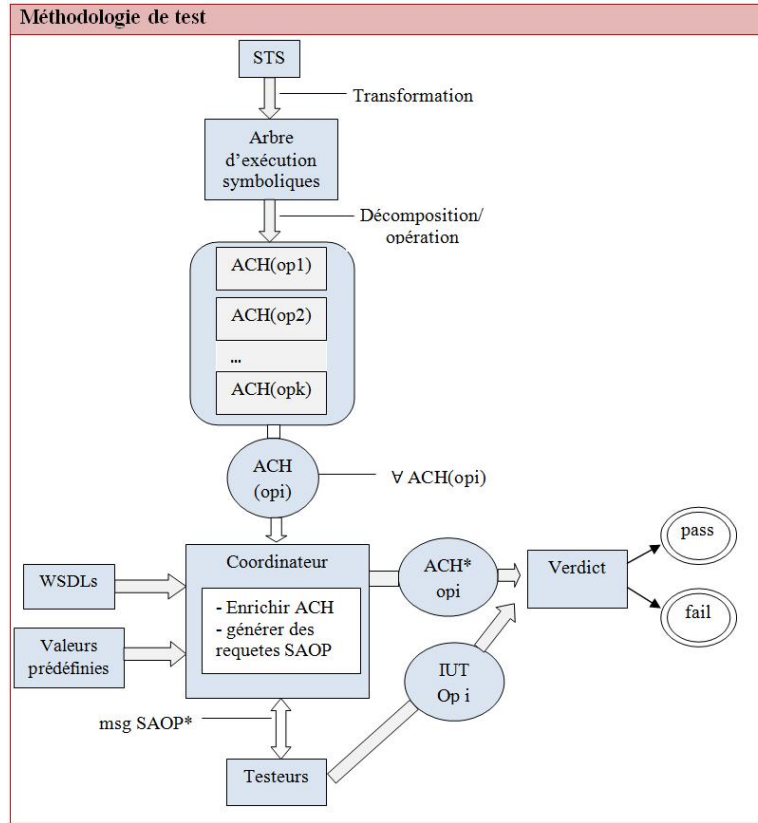 Méthodologie de test
STS
Transformation
Arbre
d'exécution
symboliques
Décomposition/
opération
ACH(op1)
ACH(op2)
...
ACH(opk)
ACH
(opi)
∀ ACH(opi)
WSDLs
Valeurs
prédéfinies
Coordinateur
- Enrichir ACH
- générer des
requetes SAOP
ACH*
opi
Verdict
pass
fail
IUT
Op i
msg SAOP*
Testeurs